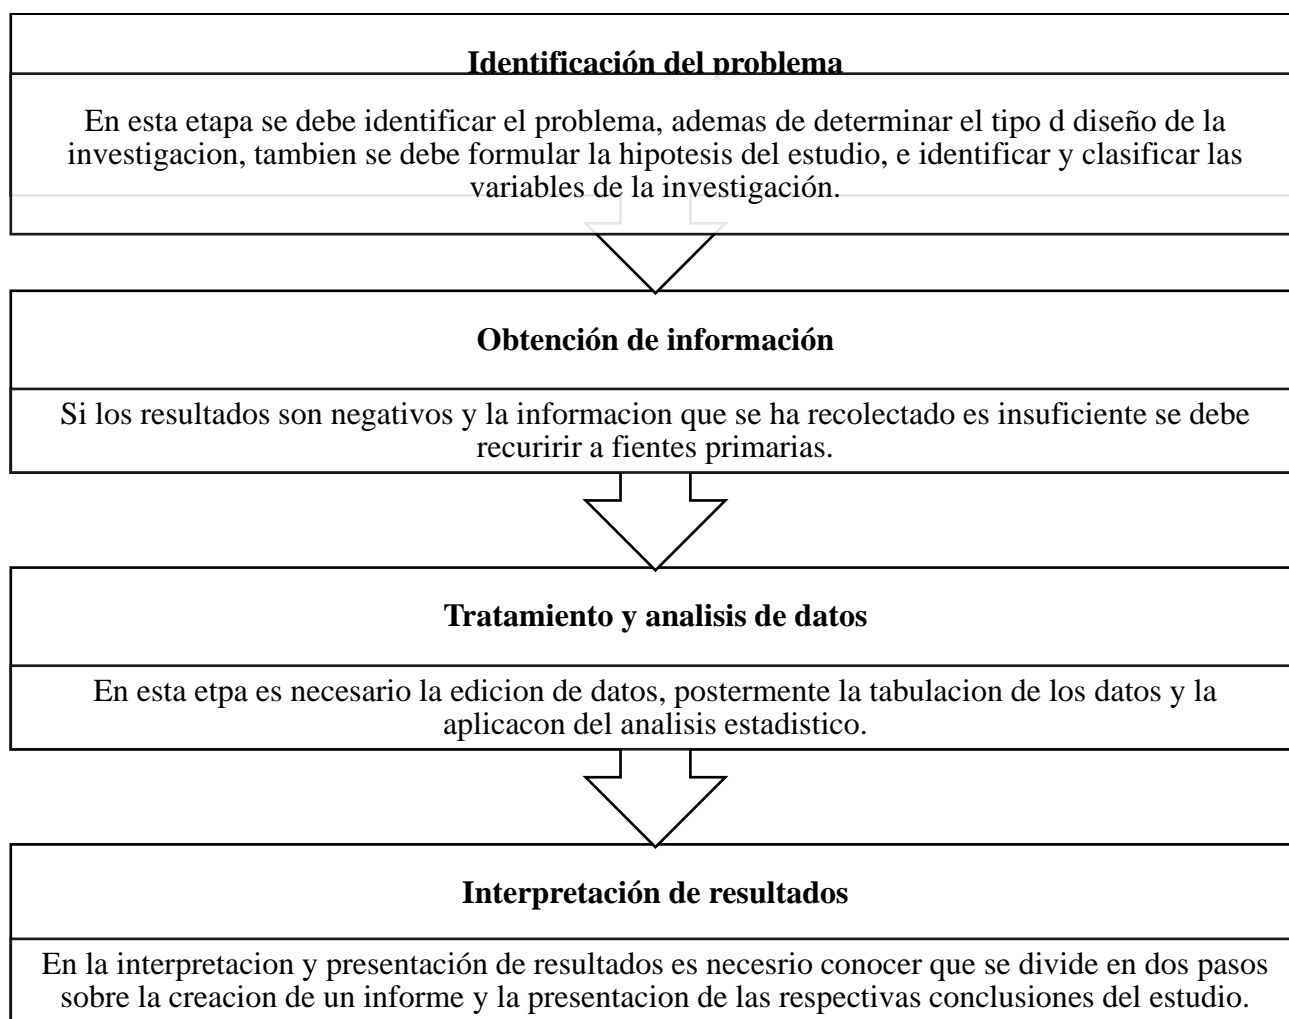 Identificación del problema
En esta etapa se debe identificar el problema, ademas de determinar el tipo d diseño de la
investigacion, tambien se debe formular la hipotesis del estudio, e identificar y clasificar las
variables de la investigación.
Obtención de información
Si los resultados son negativos y la informacion que se ha recolectado es insuficiente se debe
recuririr a fientes primarias.
Tratamiento y analisis de datos
En esta etpa es necesario la edicion de datos, postermente la tabulacion de los datos y la
aplicacon del analisis estadistico.
Interpretación de resultados
En la interpretacion y presentación de resultados es necesrio conocer que se divide en dos pasos
sobre la creacion de un informe y la presentacion de las respectivas conclusiones del estudio.